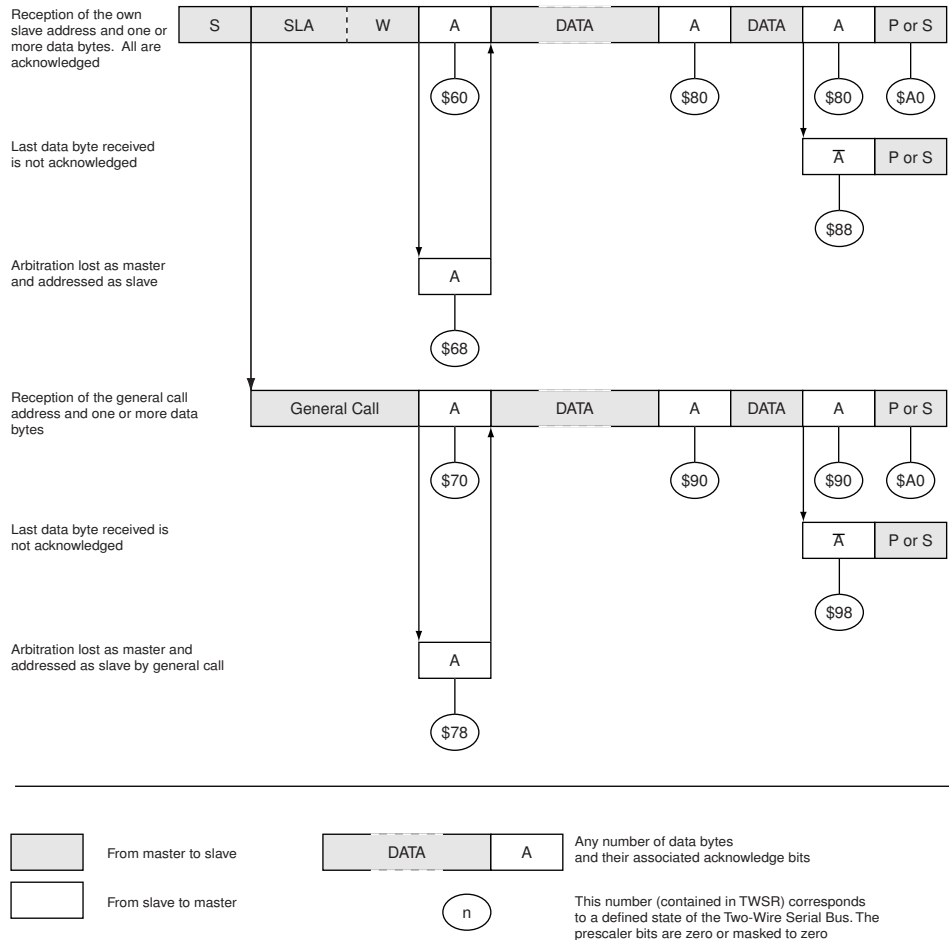 Reception of the own
slave address and one or
more data bytes. All are
acknowledged
S SLA W A DATA A DATA A P or S
$60 $80 $80 $A0
Last data byte received
is not acknowledged
A̅ P or S
$88
Arbitration lost as master
and addressed as slave
A
$68
Reception of the general call
address and one or more data
bytes
General Call A DATA A DATA A P or S
$70 $90 $90 $A0
Last data byte received is
not acknowledged
A̅ P or S
$98
Arbitration lost as master and
addressed as slave by general call
A
$78
From master to slave
DATA A
Any number of data bytes
and their associated acknowledge bits
From slave to master
n
This number (contained in TWSR) corresponds
to a defined state of the Two-Wire Serial Bus. The
prescaler bits are zero or masked to zero